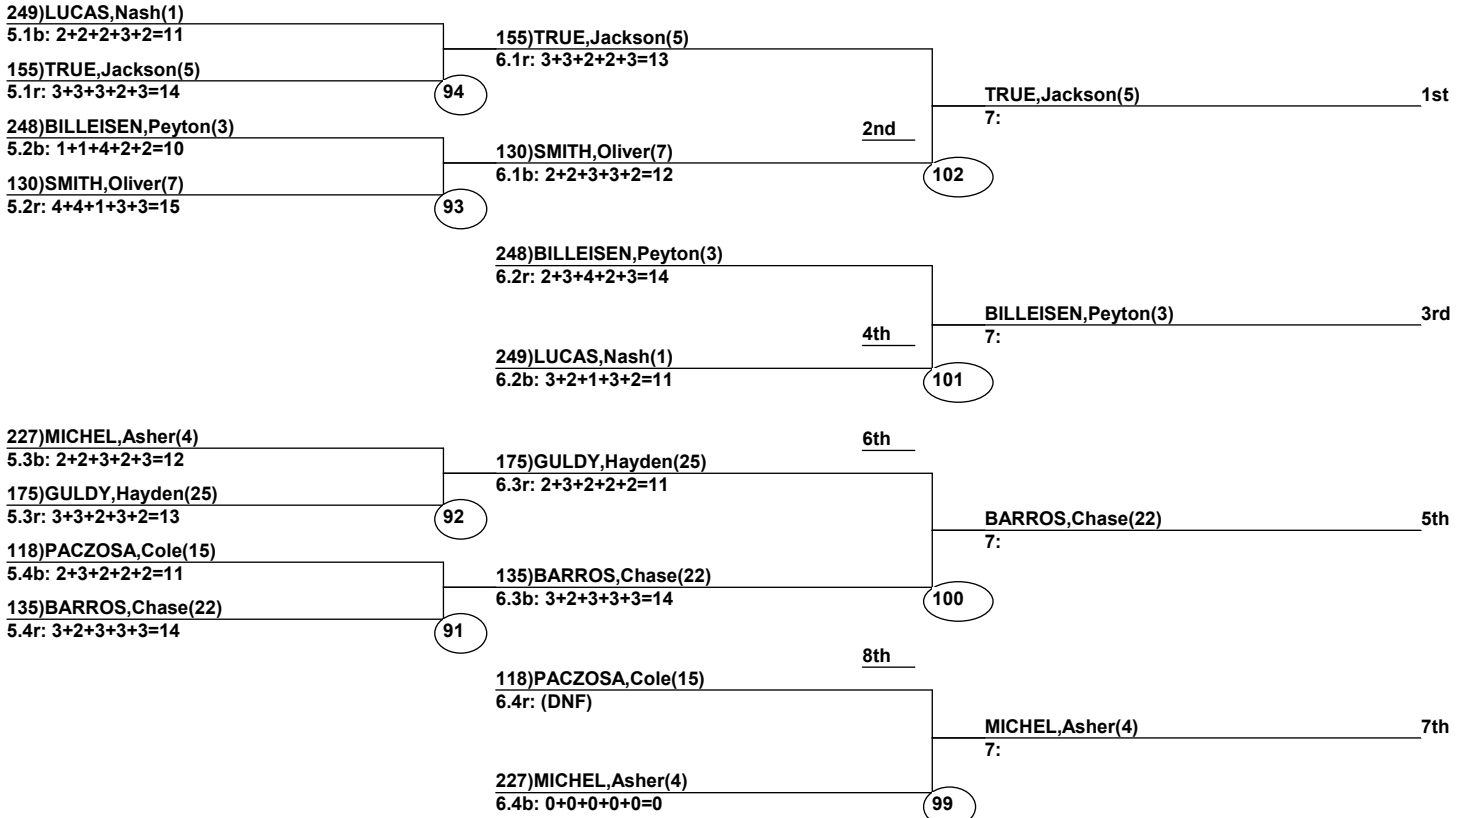 249)LUCAS,Nash(1)
5.1b: 2+2+2+3+2=11
155)TRUE,Jackson(5)
5.1r: 3+3+3+2+3=14
94
248)BILLEISEN,Peyton(3)
5.2b: 1+1+4+2+2=10
130)SMITH,Oliver(7)
5.2r: 4+4+1+3+3=15
93
155)TRUE,Jackson(5)
6.1r: 3+3+2+2+3=13
130)SMITH,Oliver(7)
6.1b: 2+2+3+3+2=12
2nd
102
TRUE,Jackson(5)
1st
7:
248)BILLEISEN,Peyton(3)
6.2r: 2+3+4+2+3=14
249)LUCAS,Nash(1)
6.2b: 3+2+1+3+2=11
4th
101
BILLEISEN,Peyton(3)
3rd
7:
227)MICHEL,Asher(4)
5.3b: 2+2+3+2+3=12
175)GULDY,Hayden(25)
5.3r: 3+3+2+3+2=13
92
118)PACZOSA,Cole(15)
5.4b: 2+3+2+2+2=11
135)BARROS,Chase(22)
5.4r: 3+2+3+3+3=14
91
6th
175)GULDY,Hayden(25)
6.3r: 2+3+2+2+2=11
135)BARROS,Chase(22)
6.3b: 3+2+3+3+3=14
100
BARROS,Chase(22)
5th
7:
8th
118)PACZOSA,Cole(15)
6.4r: (DNF)
227)MICHEL,Asher(4)
6.4b: 0+0+0+0+0=0
99
MICHEL,Asher(4)
7th
7: